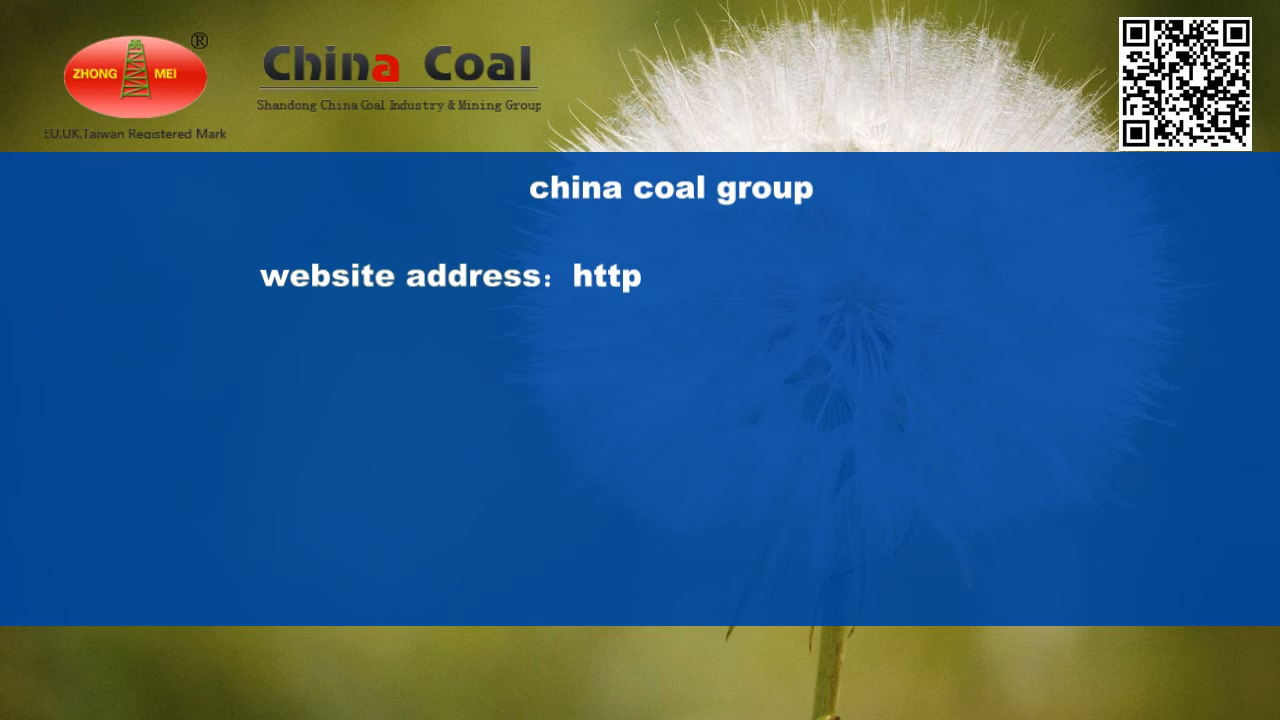 ZHONG MEI ®
EU,UK,Taiwan Registered Mark
China Coal
Shandong China Coal Industry & Mining Group
china coal group
website address：http